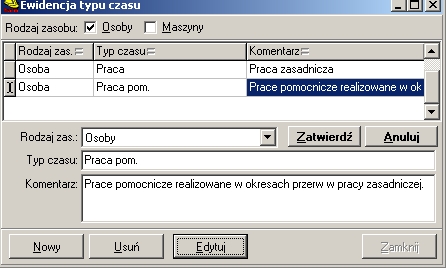 Ewidencja typu czasu
Rodzaj zasobu: Osoby Maszyny
Rodzaj zas. Typ czasu Komentarz
Osoba Praca Praca zasadnicza
Osoba Praca pom. Prace pomocnicze realizowane w ok
Rodzaj zas.: Osoby Zatwierdź Anuluj
Typ czasu: Praca pom.
Komentarz: Prace pomocnicze realizowane w okresach przerw w pracy zasadniczej.
Nowy Usuń Edytuj Zamknij